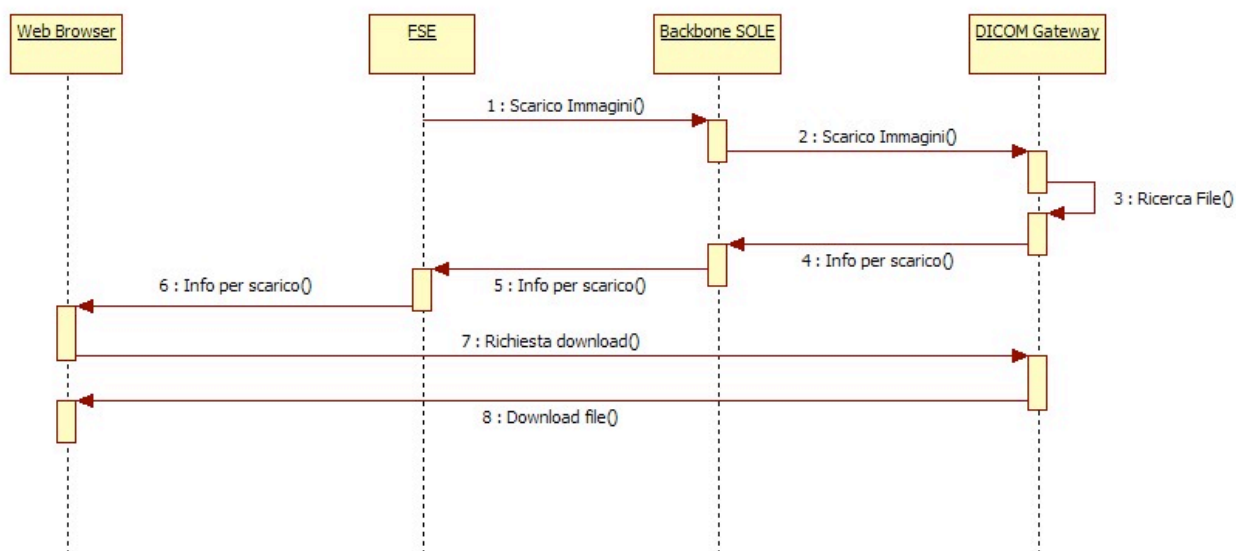 Web Browser
FSE
Backbone SOLE
DICOM Gateway
1 : Scarico Immagini()
2 : Scarico Immagini()
3 : Ricerca File()
4 : Info per scarico()
5 : Info per scarico()
6 : Info per scarico()
7 : Richiesta download()
8 : Download file()